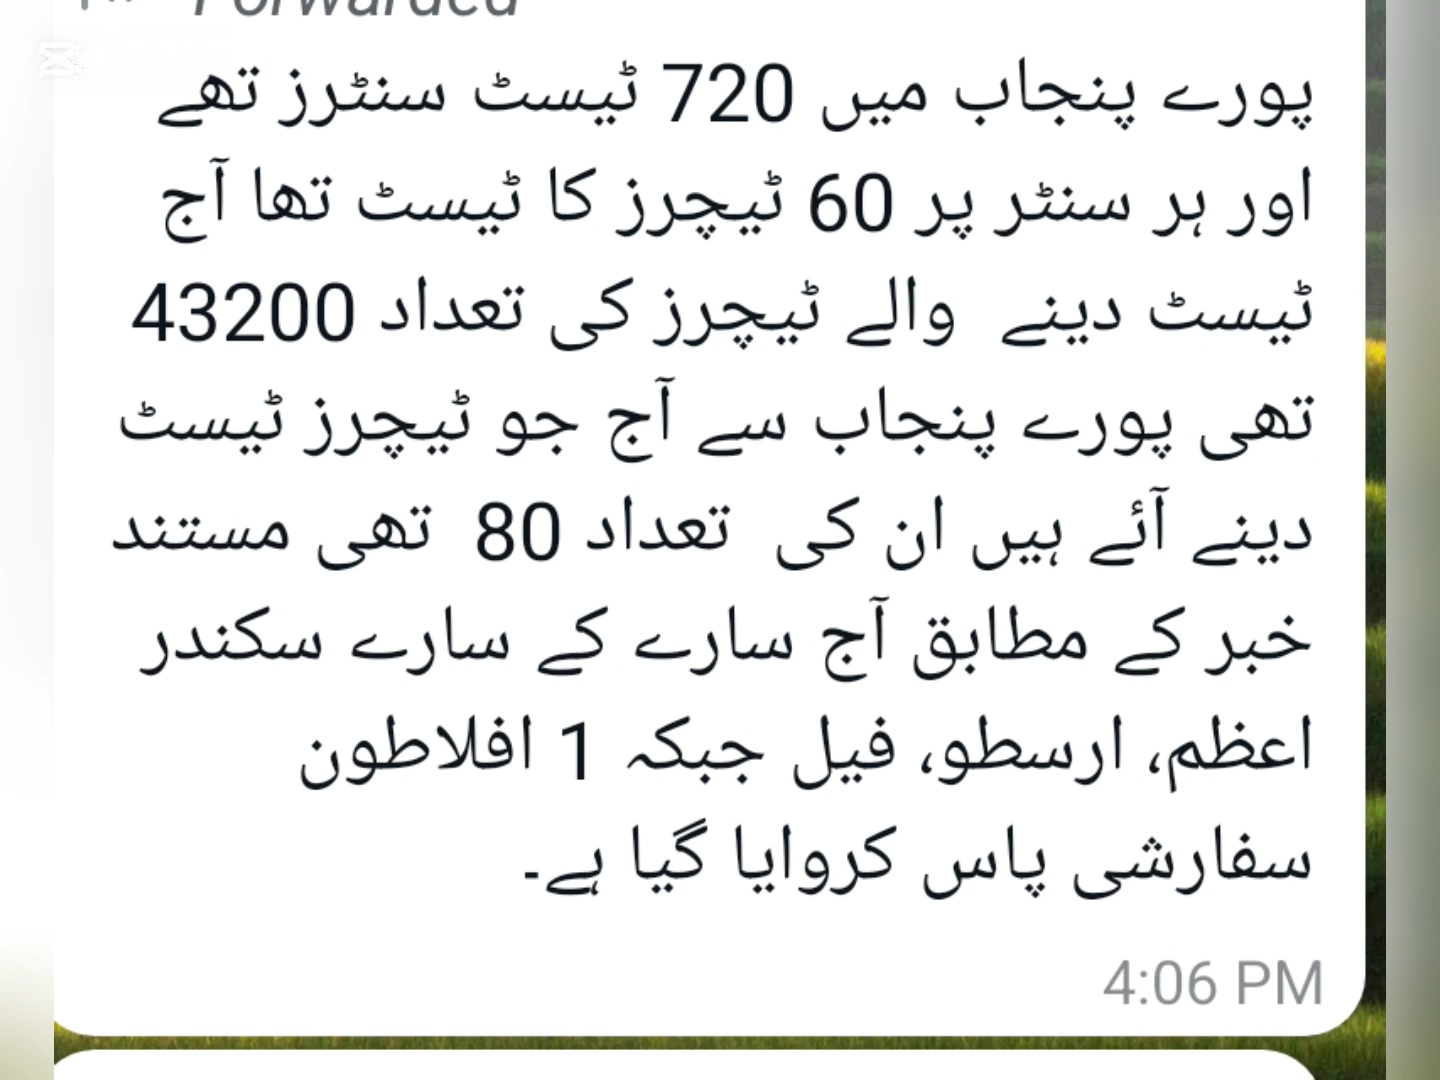 Forwarded
پورے پنجاب میں 720 ٹیسٹ سنٹرز تھے
اور ہر سنٹر پر 60 ٹیچرز کا ٹیسٹ تھا آج
ٹیسٹ دینے والے ٹیچرز کی تعداد 43200
تھی پورے پنجاب سے آج جو ٹیچرز ٹیسٹ
دینے آئے ہیں ان کی تعداد 80 تھی مستند
خبر کے مطابق آج سارے کے سارے سکندر
اعظم، ارسطو، فیل جبکہ 1 افلاطون
سفارشی پاس کروایا گیا ہے۔
4:06 PM